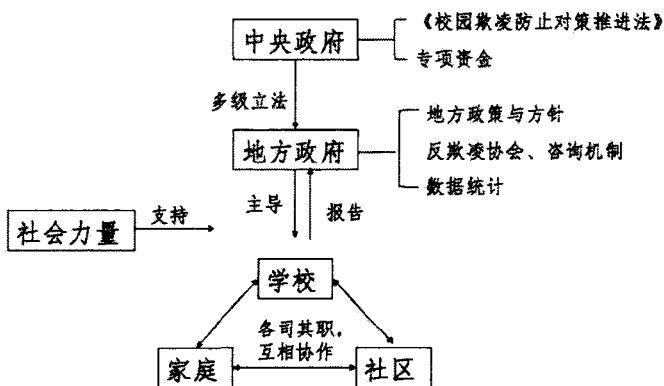 中央政府
《校园欺凌防止对策推进法》
专项资金
多级立法
地方政府
地方政策与方针
反欺凌协会、咨询机制
数据统计
主导
报告
社会力量
支持
学校
各司其职,
互相协作
家庭
社区